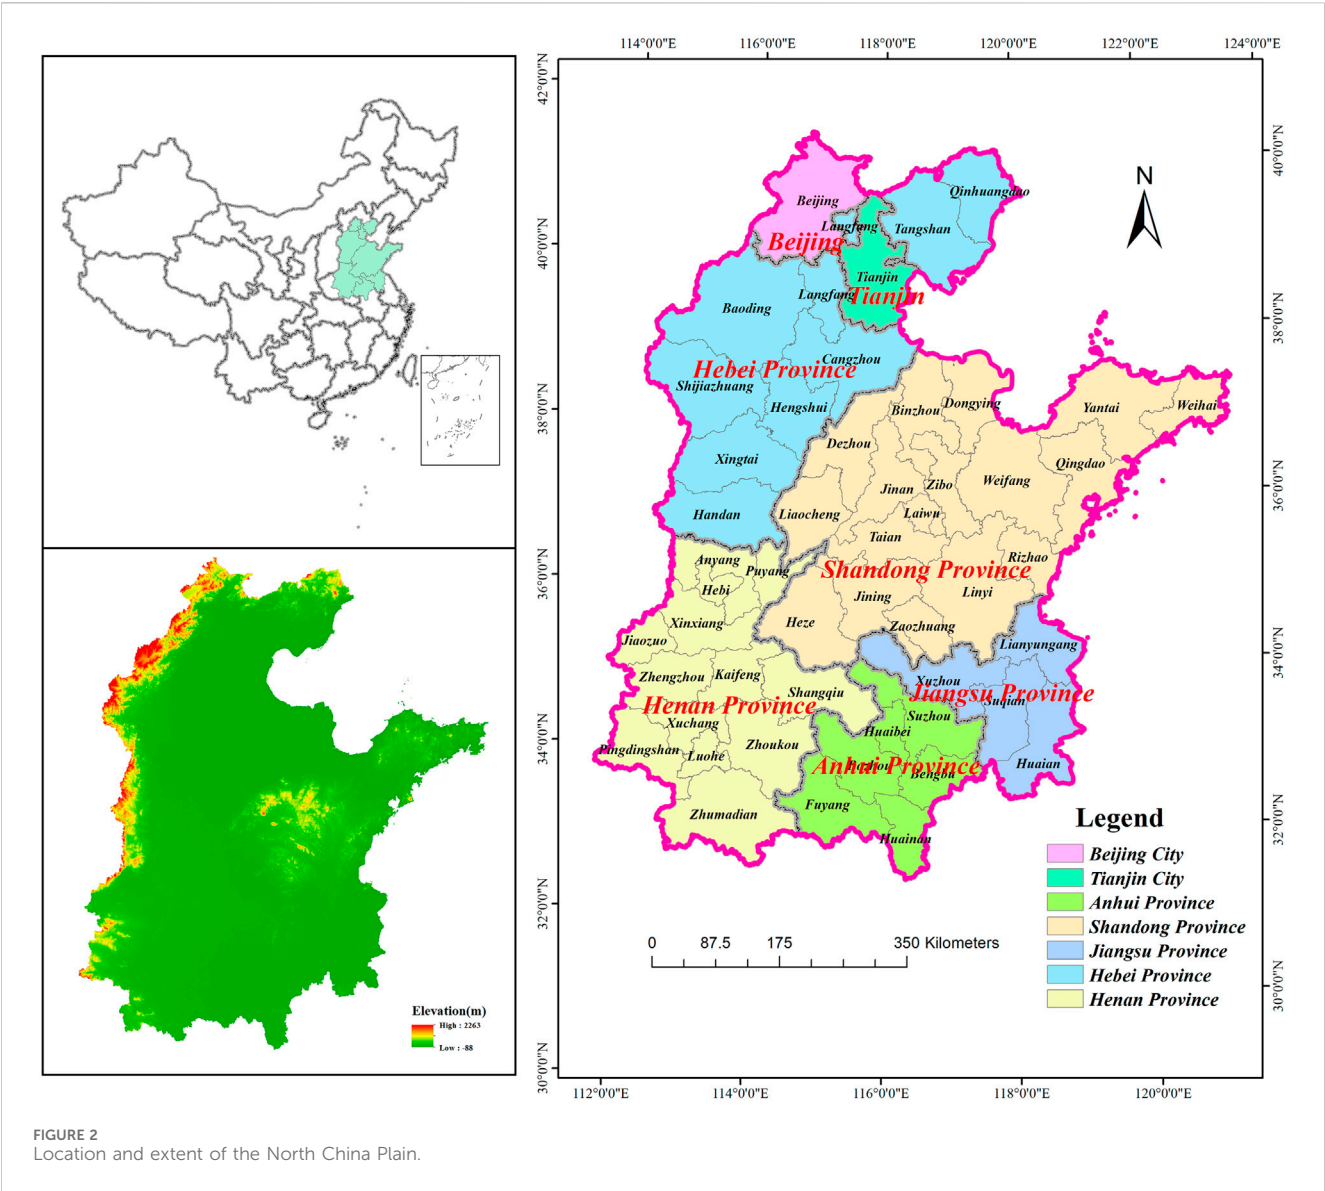 114°0'0"E 116°0'0"E 118°0'0"E 120°0'0"E 122°0'0"E 124°0'0"E
42°0'0"N
40°0'0"N
38°0'0"N
36°0'0"N
34°0'0"N
32°0'0"N
30°0'0"N
40°0'0"N
38°0'0"N
36°0'0"N
34°0'0"N
32°0'0"N
30°0'0"N
N
Beijing
Qinhuangdao
Langfang
Tangshan
Beijing
Tianjin
Langfang
Tianjin
Baoding
Cangzhou
Hebei Province
Shijiazhuang
Hengshui
Binzhou
Dongying
Yantai
Weihai
Dezhou
Xingtai
Qingdao
Jinan
Zibo
Weifang
Handan
Liaocheng
Laiwu
Taian
Anyang
Puyang
Rizhao
Shandong Province
Hebi
Jining
Linyi
Xinxiang
Heze
Zaozhuang
Jiaozuo
Lianyungang
Zhengzhou
Kaifeng
Xuzhou
Shangqiu
Jiangsu Province
Suqian
Henan Province
Suzhou
Xuchang
Huaibei
Zhoukou
Pingdingshan
Luohe
Anhui Province
Bengbu
Huaian
Fuyang
Zhumadian
Huainan
Legend
Beijing City
Tianjin City
Anhui Province
Shandong Province
Jiangsu Province
Hebei Province
Henan Province
0 87.5 175 350 Kilometers
Elevation(m)
High : 2263
Low : -88
112°0'0"E 114°0'0"E 116°0'0"E 118°0'0"E 120°0'0"E
FIGURE 2
Location and extent of the North China Plain.